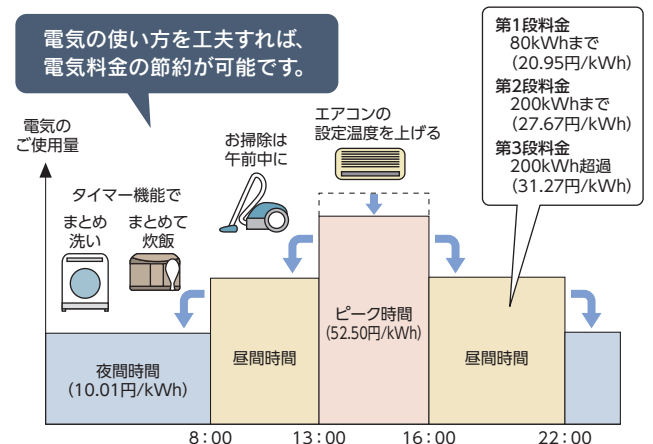 電気の使い方を工夫すれば、
電気料金の節約が可能です。
第1段料金
80kWhまで
(20.95円/kWh)
第2段料金
200kWhまで
(27.67円/kWh)
第3段料金
200kWh超過
(31.27円/kWh)
電気の
ご使用量
タイマー機能で
まとめ
洗い
まとめて
炊飯
お掃除は
午前中に
エアコンの
設定温度を上げる
夜間時間
(10.01円/kWh)
昼間時間
ピーク時間
(52.50円/kWh)
昼間時間
8:00
13:00
16:00
22:00